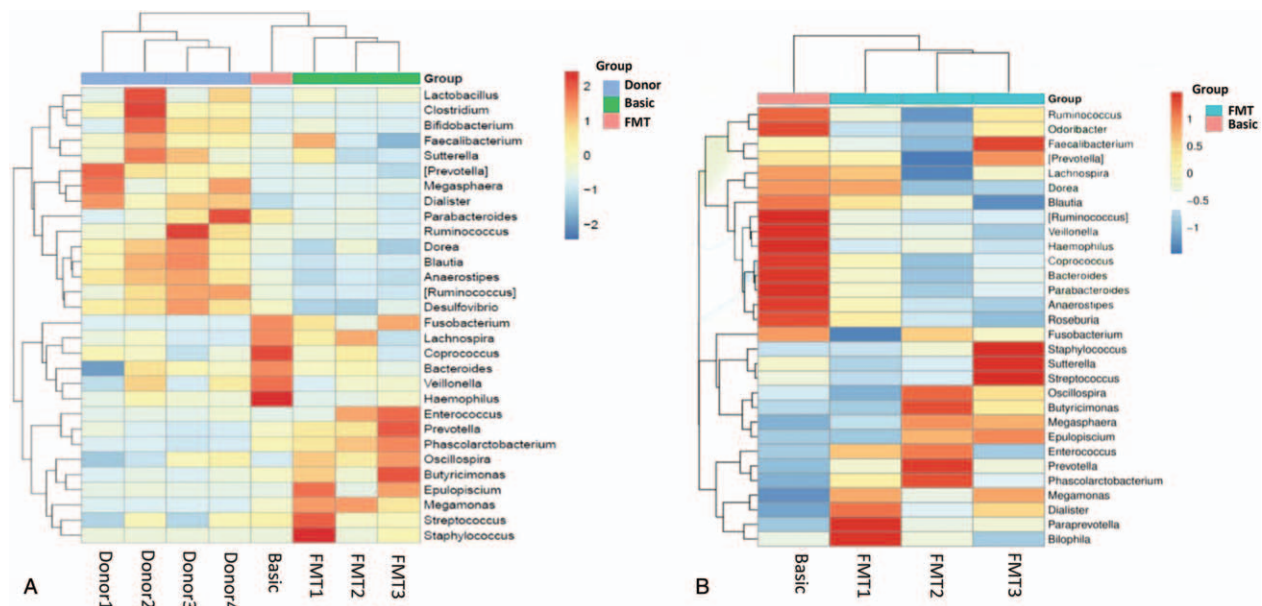 Group
Lactobacillus
Clostridium
Bifidobacterium
Faecalibacterium
Sutterella
[Prevotella]
Megasphaera
Dialister
Parabacteroides
Ruminococcus
Dorea
Blautia
Anaerostipes
[Ruminococcus]
Desulfovibrio
Fusobacterium
Lachnospira
Coprococcus
Bacteroides
Veillonella
Haemophilus
Enterococcus
Prevotella
Phascolarctobacterium
Oscillospira
Butyricimonas
Epulopiscium
Megamonas
Streptococcus
Staphylococcus
Donor1
Donor2
Donor3
Donor4
Basic
FMT1
FMT2
FMT3
A
2
1
0
−1
−2
Group
Donor
Basic
FMT
Group
Ruminococcus
Odoribacter
Faecalibacterium
[Prevotella]
Lachnospira
Dorea
Blautia
[Ruminococcus]
Veillonella
Haemophilus
Coprococcus
Bacteroides
Parabacteroides
Anaerostipes
Roseburia
Fusobacterium
Staphylococcus
Sutterella
Streptococcus
Oscillospira
Butyricimonas
Megasphaera
Epulopiscium
Enterococcus
Prevotella
Phascolarctobacterium
Megamonas
Dialister
Paraprevotella
Bilophila
Basic
FMT1
FMT2
FMT3
B
1
0.5
0
−0.5
−1
Group
FMT
Basic